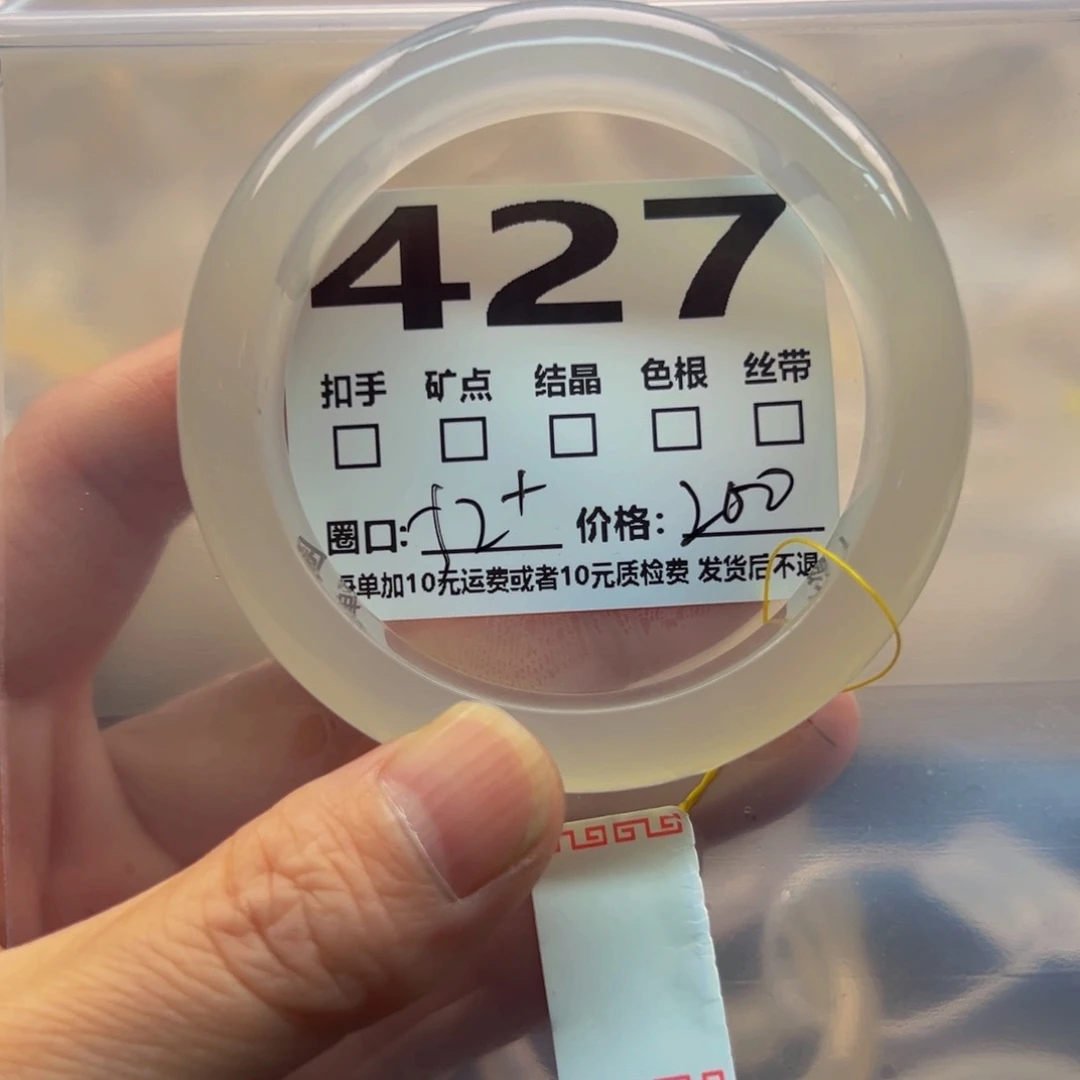 427
扣手 矿点 结晶 色根 丝带
圈口: 52+ 价格: 200
每单加10元运费或者10元质检费 发货后不退